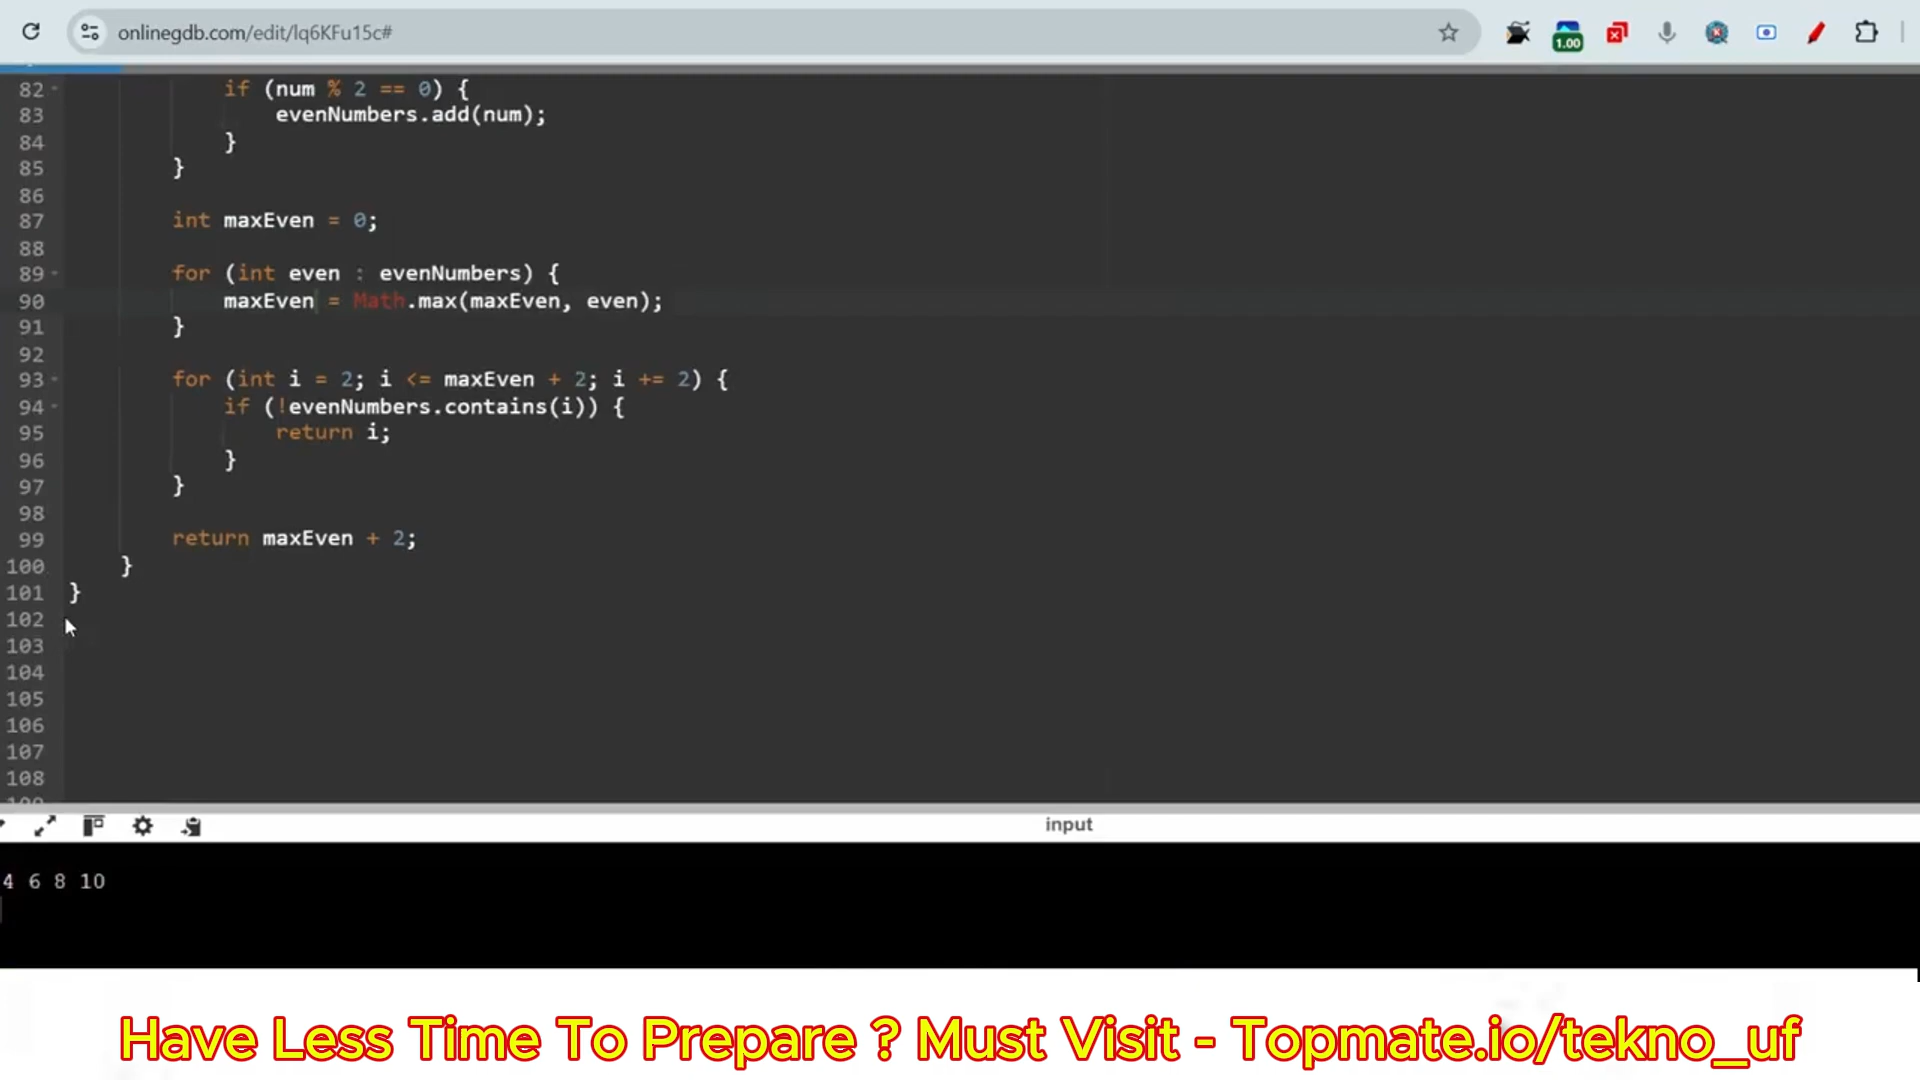 onlinegdb.com/edit/lq6KFu15c#
1.00
82 if (num % 2 == 0) {
83 evenNumbers.add(num);
84 }
85 }
86
87 int maxEven = 0;
88
89 for (int even : evenNumbers) {
90 maxEven = Math.max(maxEven, even);
91 }
92
93 for (int i = 2; i <= maxEven + 2; i += 2) {
94 if (!evenNumbers.contains(i)) {
95 return i;
96 }
97 }
98
99 return maxEven + 2;
100 }
101 }
102
103
104
105
106
107
108
input
4 6 8 10
Have Less Time To Prepare ? Must Visit - Topmate.io/tekno_uf